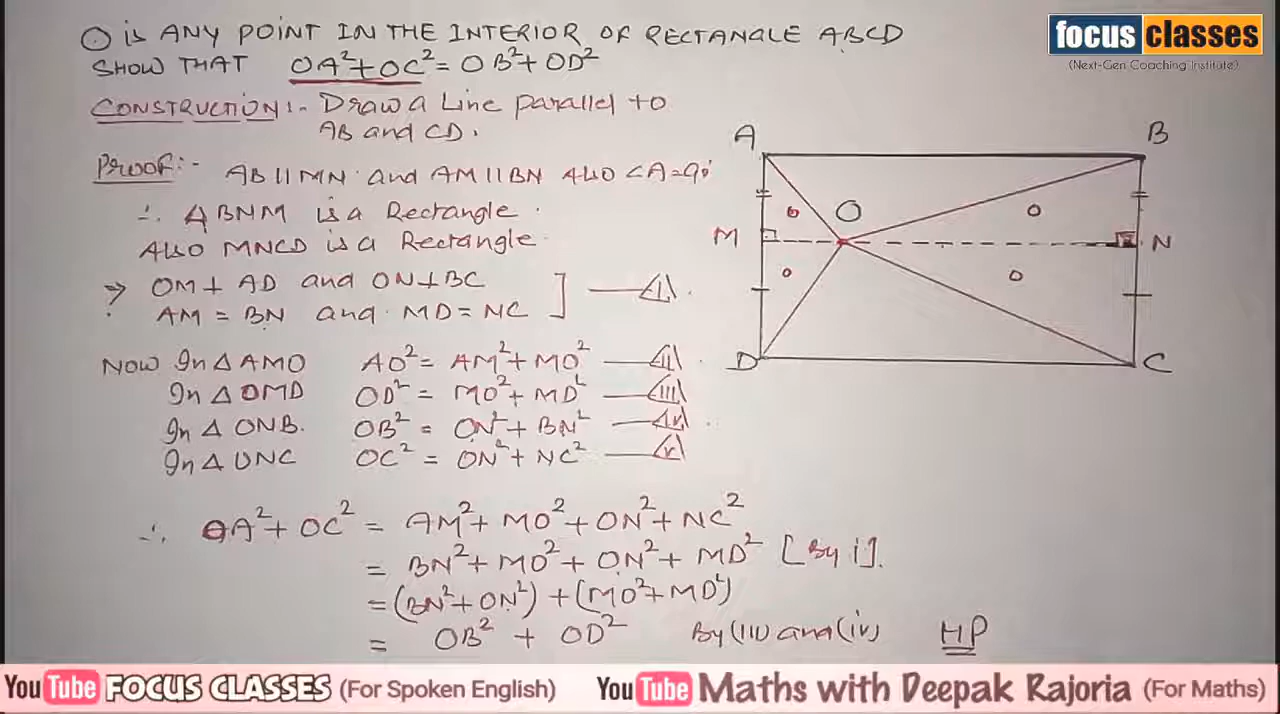 O is ANY POINT IN THE INTERIOR OF RECTANGLE ABCD
SHOW THAT OA²+OC² = OB²+OD²
CONSTRUCTION:- Draw a Line parallel to
AB and CD.
Proof:- AB || MN and AM || BN ALSO <A=90°
∴ ABNM is a Rectangle.
ALSO MNCD is a Rectangle.
⇒ OM ⊥ AD and ON ⊥ BC
AM = BN and MD = NC ] — (i)
NOW In Δ AMO AO² = AM² + MO² — (ii)
In Δ OMD OD² = MO² + MD² — (iii)
In Δ ONB. OB² = ON² + BN² — (iv)
In Δ ONC OC² = ON² + NC² — (v)
∴ OA² + OC² = AM² + MO² + ON² + NC²
= BN² + MO² + ON² + MD² [By i].
= (BN² + ON²) + (MO² + MD²)
= OB² + OD² By (iii) and (iv) HP
focus classes
(Next-Gen Coaching Institute)
A B
O
M N
D C
YouTube FOCUS CLASSES (For Spoken English) YouTube Maths with Deepak Rajoria (For Maths)